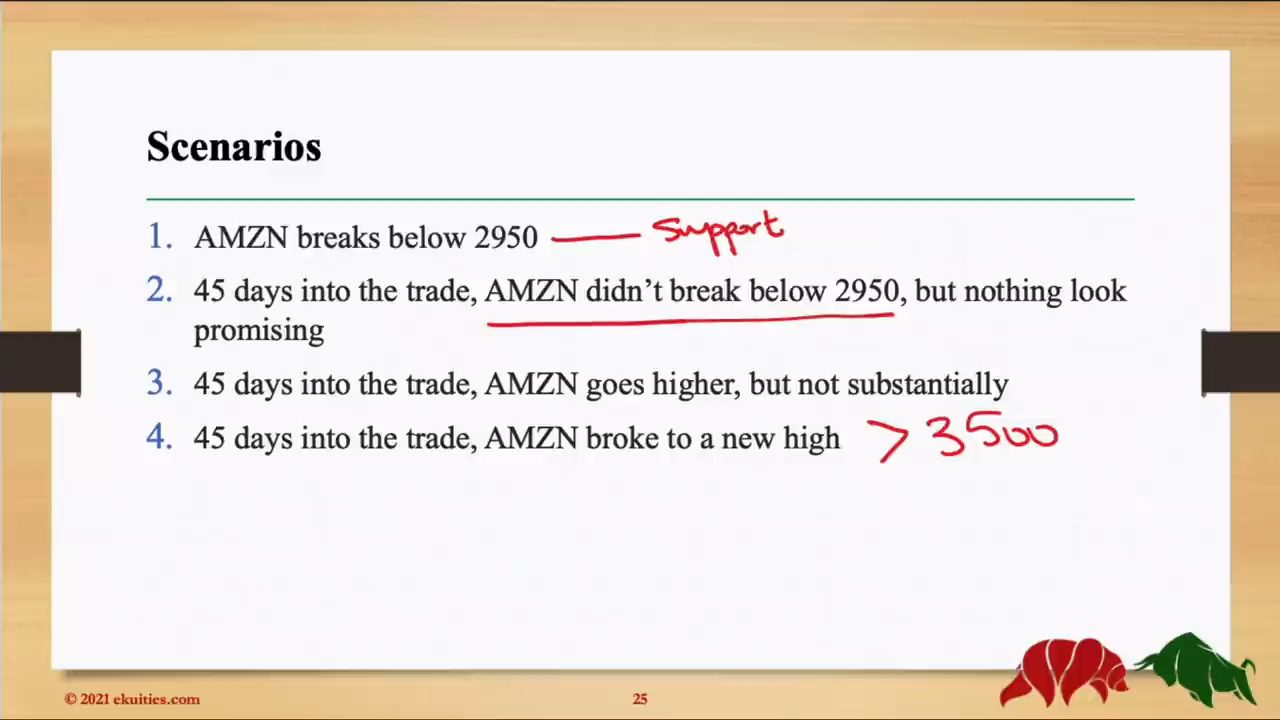 Scenarios
1. AMZN breaks below 2950 — support
2. 45 days into the trade, AMZN didn't break below 2950, but nothing look
promising
3. 45 days into the trade, AMZN goes higher, but not substantially
4. 45 days into the trade, AMZN broke to a new high > 3500
© 2021 ekuities.com 25